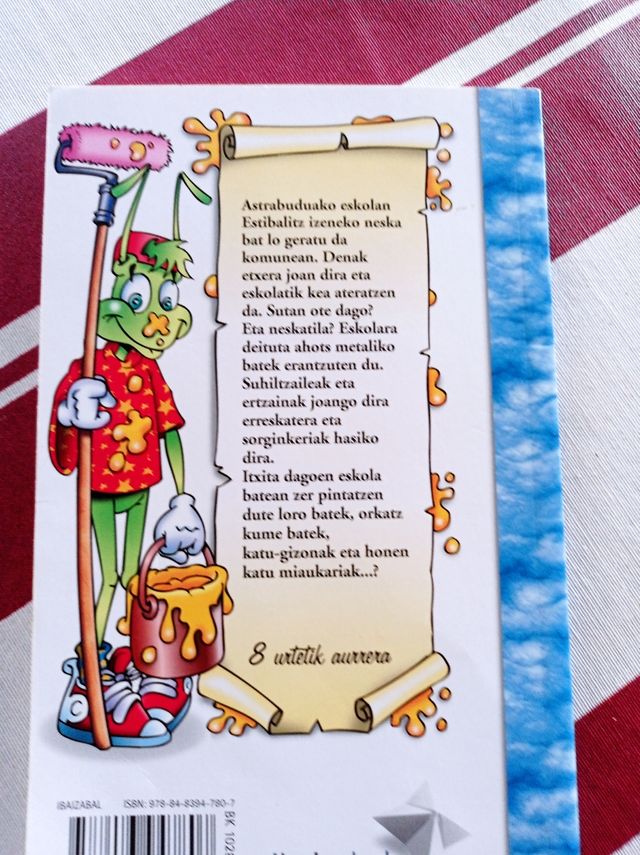 Astrabuduako eskolan
Estibalitz izeneko neska
bat lo geratu da
komunean. Denak
etxera joan dira eta
eskolatik kea ateratzen
da. Sutan ote dago?
Eta neskatila? Eskolara
deituta ahots metaliko
batek erantzuten du.
Suhiltzaileak eta
ertzainak joango dira
erreskatera eta
sorginkeriak hasiko
dira.
Itxita dagoen eskola
batean zer pintatzen
dute loro batek, orkatz
kume batek,
katu-gizonak eta honen
katu miaukariak...?
8 urtetik aurrera
IBAIZABAL ISBN: 978-84-8394-780-7